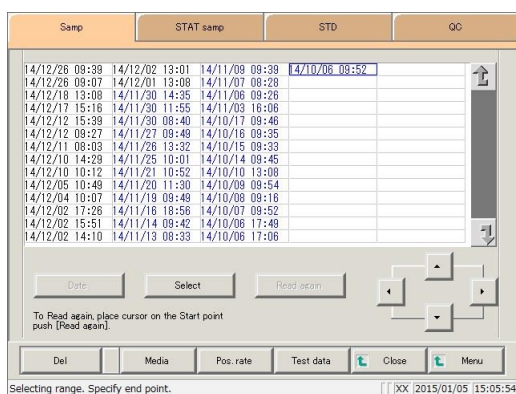 Samp STAT samp STD QC
14/12/26 09:39 14/12/02 13:01 14/11/09 09:39 14/10/06 09:52
14/12/26 09:07 14/12/01 13:08 14/11/07 08:28
14/12/18 13:08 14/11/30 14:35 14/11/06 09:26
14/12/17 15:16 14/11/30 11:55 14/11/03 16:06
14/12/12 15:39 14/11/30 08:40 14/10/17 09:46
14/12/12 09:27 14/11/27 09:49 14/10/16 09:35
14/12/11 08:03 14/11/26 13:32 14/10/15 09:33
14/12/10 14:29 14/11/25 10:01 14/10/14 09:45
14/12/10 10:12 14/11/21 10:52 14/10/10 13:08
14/12/05 10:49 14/11/20 11:30 14/10/09 09:54
14/12/04 10:07 14/11/19 09:49 14/10/08 09:16
14/12/02 17:26 14/11/16 18:56 14/10/07 09:52
14/12/02 15:51 14/11/14 09:42 14/10/06 17:49
14/12/02 14:10 14/11/13 08:33 14/10/06 17:06
Date Select Read again
To Read again, place cursor on the Start point
push [Read again].
Del Media Pos. rate Test data Close Menu
Selecting range. Specify end point. XX 2015/01/05 15:05:54